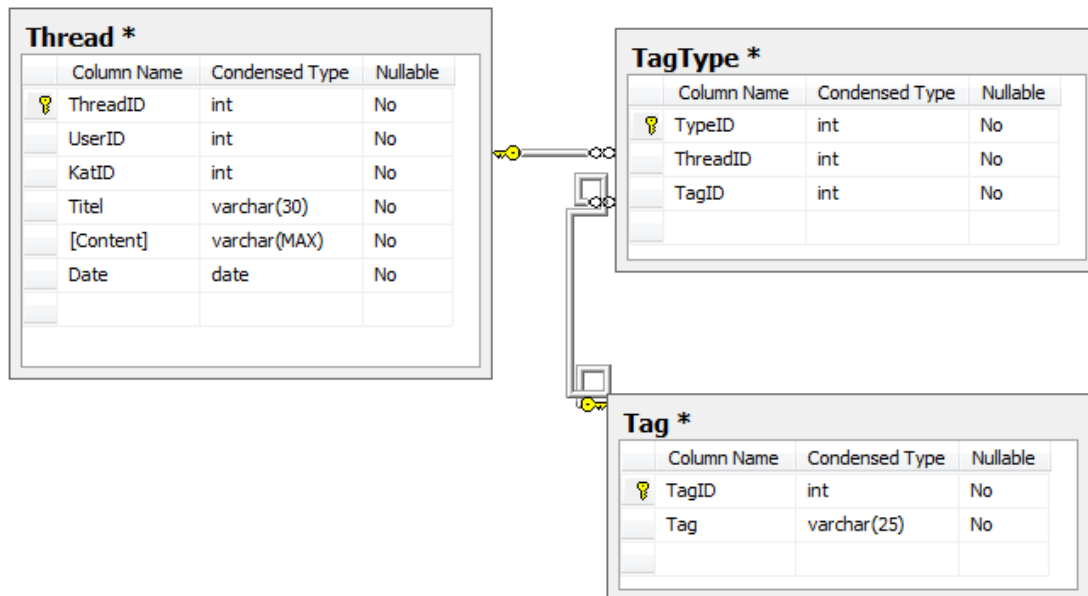 Thread *
Column Name Condensed Type Nullable
ThreadID int No
UserID int No
KatID int No
Titel varchar(30) No
[Content] varchar(MAX) No
Date date No
TagType *
Column Name Condensed Type Nullable
TypeID int No
ThreadID int No
TagID int No
Tag *
Column Name Condensed Type Nullable
TagID int No
Tag varchar(25) No